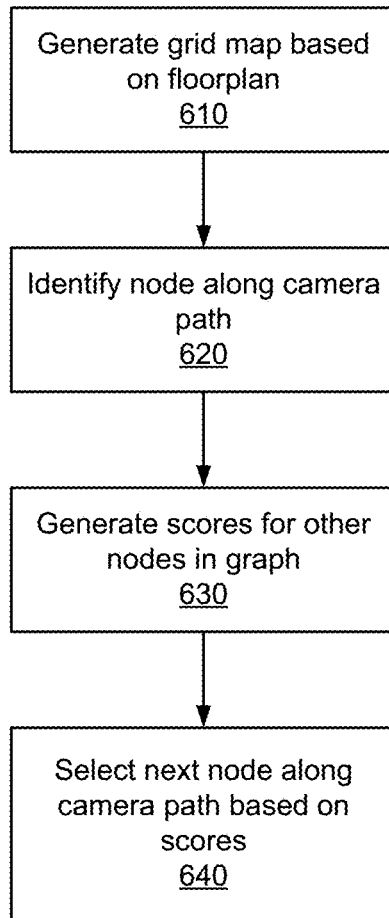 Generate grid map based
on floorplan
610
Identify node along camera
path
620
Generate scores for other
nodes in graph
630
Select next node along
camera path based on
scores
640